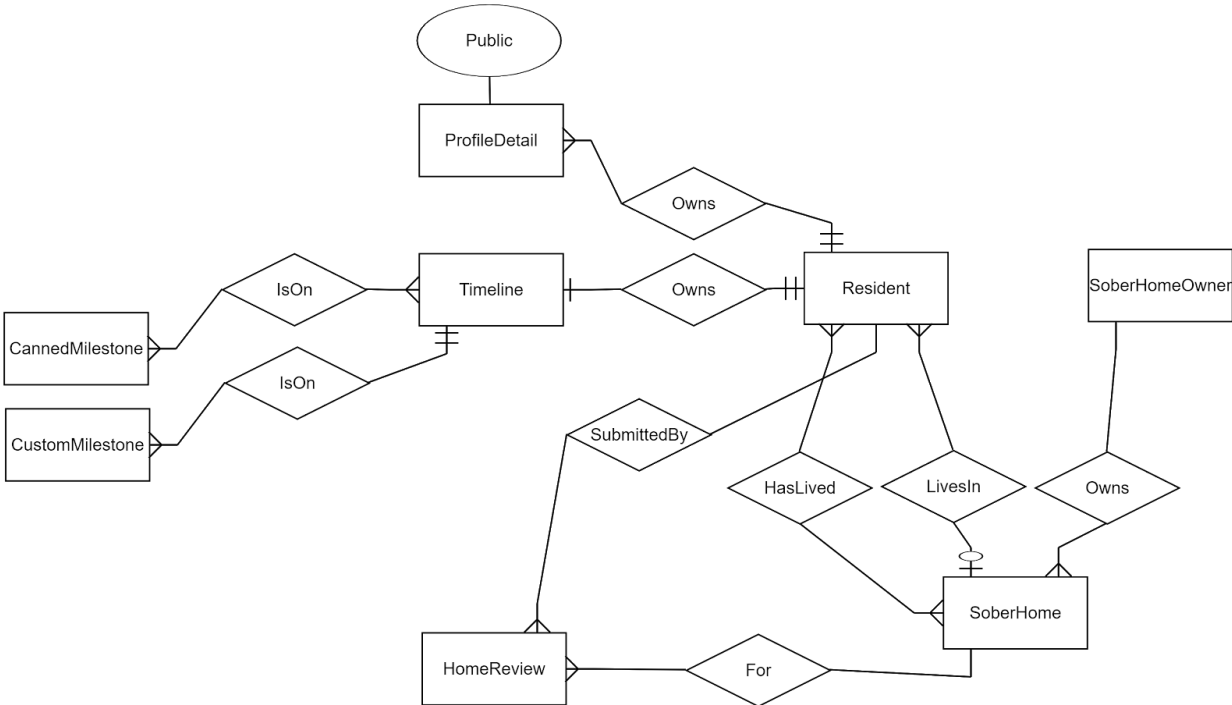 Public
ProfileDetail
Owns
Timeline
Owns
Resident
SoberHomeOwner
IsOn
CannedMilestone
IsOn
CustomMilestone
SubmittedBy
HasLived
LivesIn
Owns
SoberHome
HomeReview
For